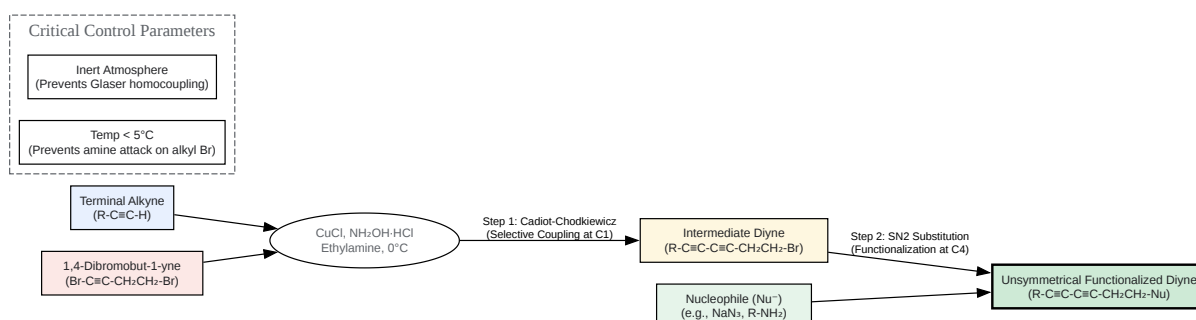 Critical Control Parameters
Inert Atmosphere
(Prevents Glaser homocoupling)
Temp < 5°C
(Prevents amine attack on alkyl Br)
Terminal Alkyne
(R-C≡C-H)
1,4-Dibromobut-1-yne
(Br-C≡C-CH₂CH₂-Br)
CuCl, NH₂OH·HCl
Ethylamine, 0°C
Step 1: Cadiot-Chodkiewicz
(Selective Coupling at C1)
Intermediate Diyne
(R-C≡C-C≡C-CH₂CH₂-Br)
Step 2: SN2 Substitution
(Functionalization at C4)
Nucleophile (Nu⁻)
(e.g., NaN₃, R-NH₂)
Unsymmetrical Functionalized Diyne
(R-C≡C-C≡C-CH₂CH₂-Nu)